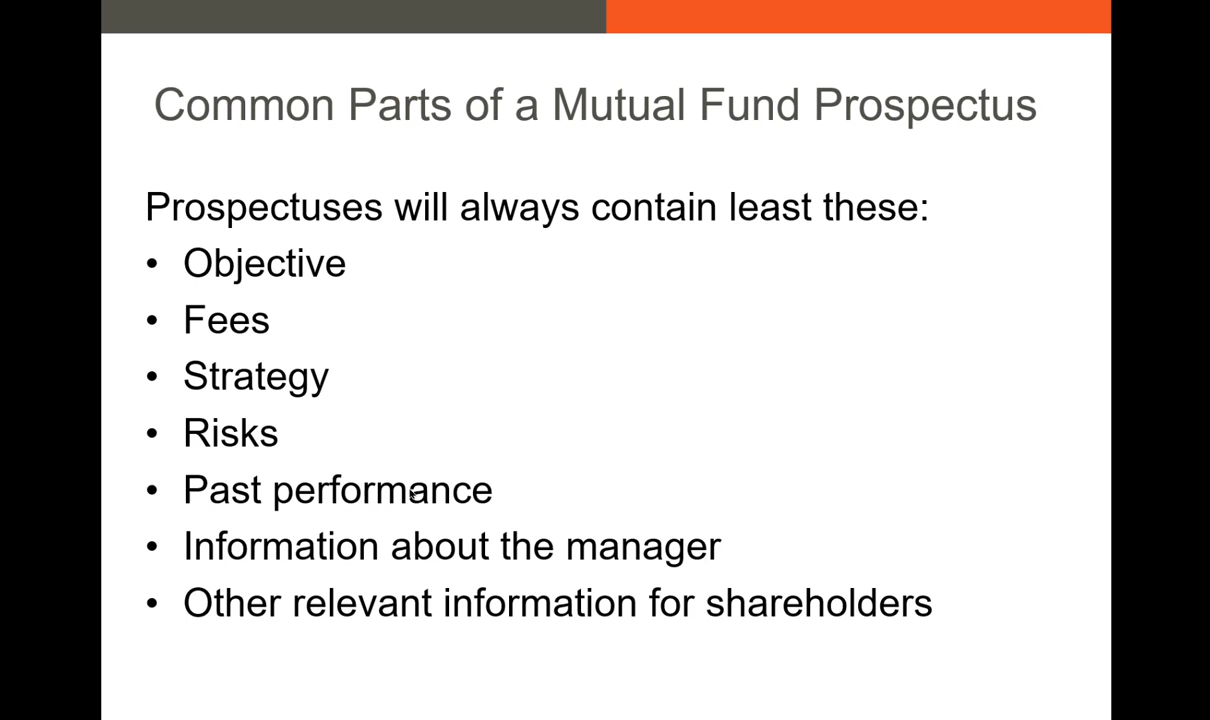 Common Parts of a Mutual Fund Prospectus
Prospectuses will always contain least these:
• Objective
• Fees
• Strategy
• Risks
• Past performance
• Information about the manager
• Other relevant information for shareholders